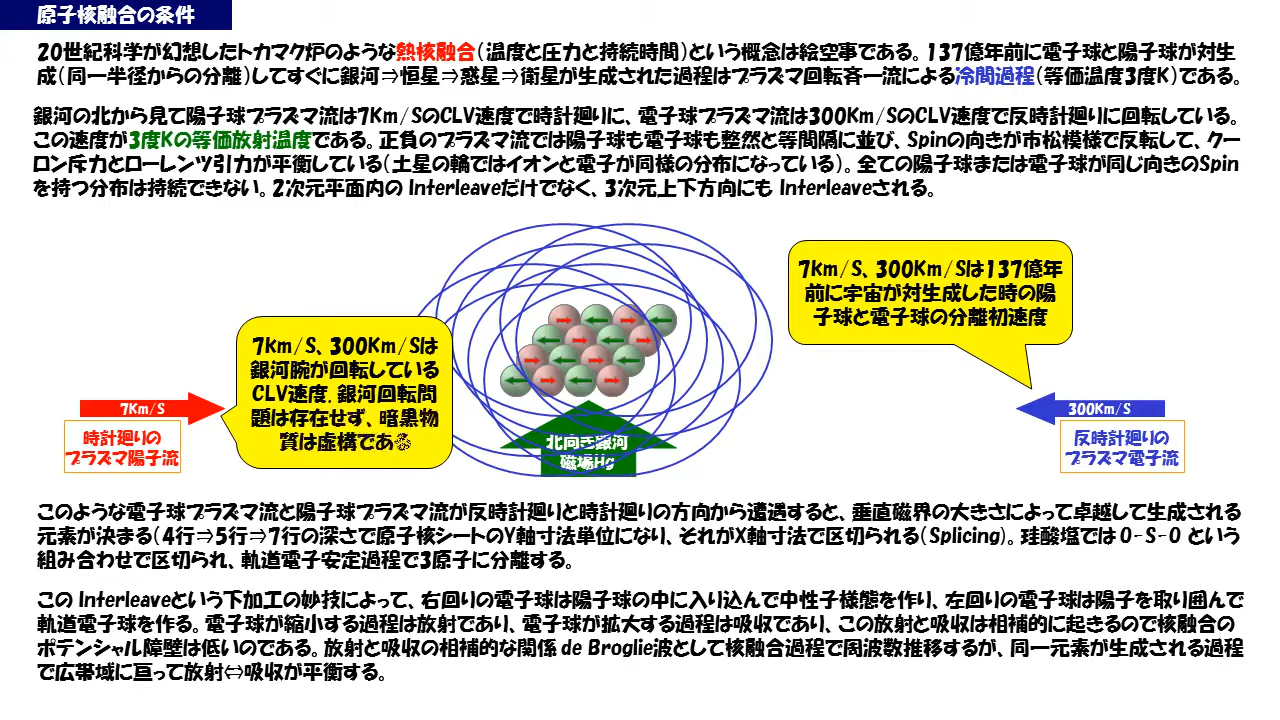 原子核融合の条件
20世紀科学が幻想したトカマク炉のような熱核融合(温度と圧力と持続時間)という概念は絵空事である。137億年前に電子球と陽子球が対生
成(同一半径からの分離)してすぐに銀河⇒恒星⇒惑星⇒衛星が生成された過程はプラズマ回転斉一流による冷間過程(等価温度3度K)である。
銀河の北から見て陽子球プラズマ流は7Km/SのCLV速度で時計廻りに、電子球プラズマ流は300Km/SのCLV速度で反時計廻りに回転している。
この速度が3度Kの等価放射温度である。正負のプラズマ流では陽子球も電子球も整然と等間隔に並び、Spinの向きが市松模様で反転して、クー
ロン斥力とローレンツ引力が平衡している(土星の輪ではイオンと電子が同様の分布になっている)。全ての陽子球または電子球が同じ向きのSpin
を持つ分布は持続できない。2次元平面内の Interleaveだけでなく、3次元上下方向にも Interleaveされる。
7Km/S、300Km/Sは137億年
前に宇宙が対生成した時の陽
子球と電子球の分離初速度
7Km/S、300Km/Sは
銀河腕が回転している
CLV速度. 銀河回転問
題は存在せず、暗黒物
質は虚構であ
7Km/S
時計廻りの
プラズマ陽子流
北向き銀河
磁場Hg
300Km/S
反時計廻りの
プラズマ電子流
このような電子球プラズマ流と陽子球プラズマ流が反時計廻りと時計廻りの方向から遭遇すると、垂直磁界の大きさによって卓越して生成される
元素が決まる(4行⇒5行⇒7行の深さで原子核シートのY軸寸法単位になり、それがX軸寸法で区切られる(Splicing)。珪酸塩では O-S-O という
組み合わせで区切られ、軌道電子安定過程で3原子に分離する。
この Interleaveという下加工の妙技によって、右回りの電子球は陽子球の中に入り込んで中性子様態を作り、左回りの電子球は陽子を取り囲んで
軌道電子球を作る。電子球が縮小する過程は放射であり、電子球が拡大する過程は吸収であり、この放射と吸収は相補的に起きるので核融合の
ポテンシャル障壁は低いのである。放射と吸収の相補的な関係 de Broglie波として核融合過程で周波数推移するが、同一元素が生成される過程
で広帯域に亘って放射⇔吸収が平衡する。